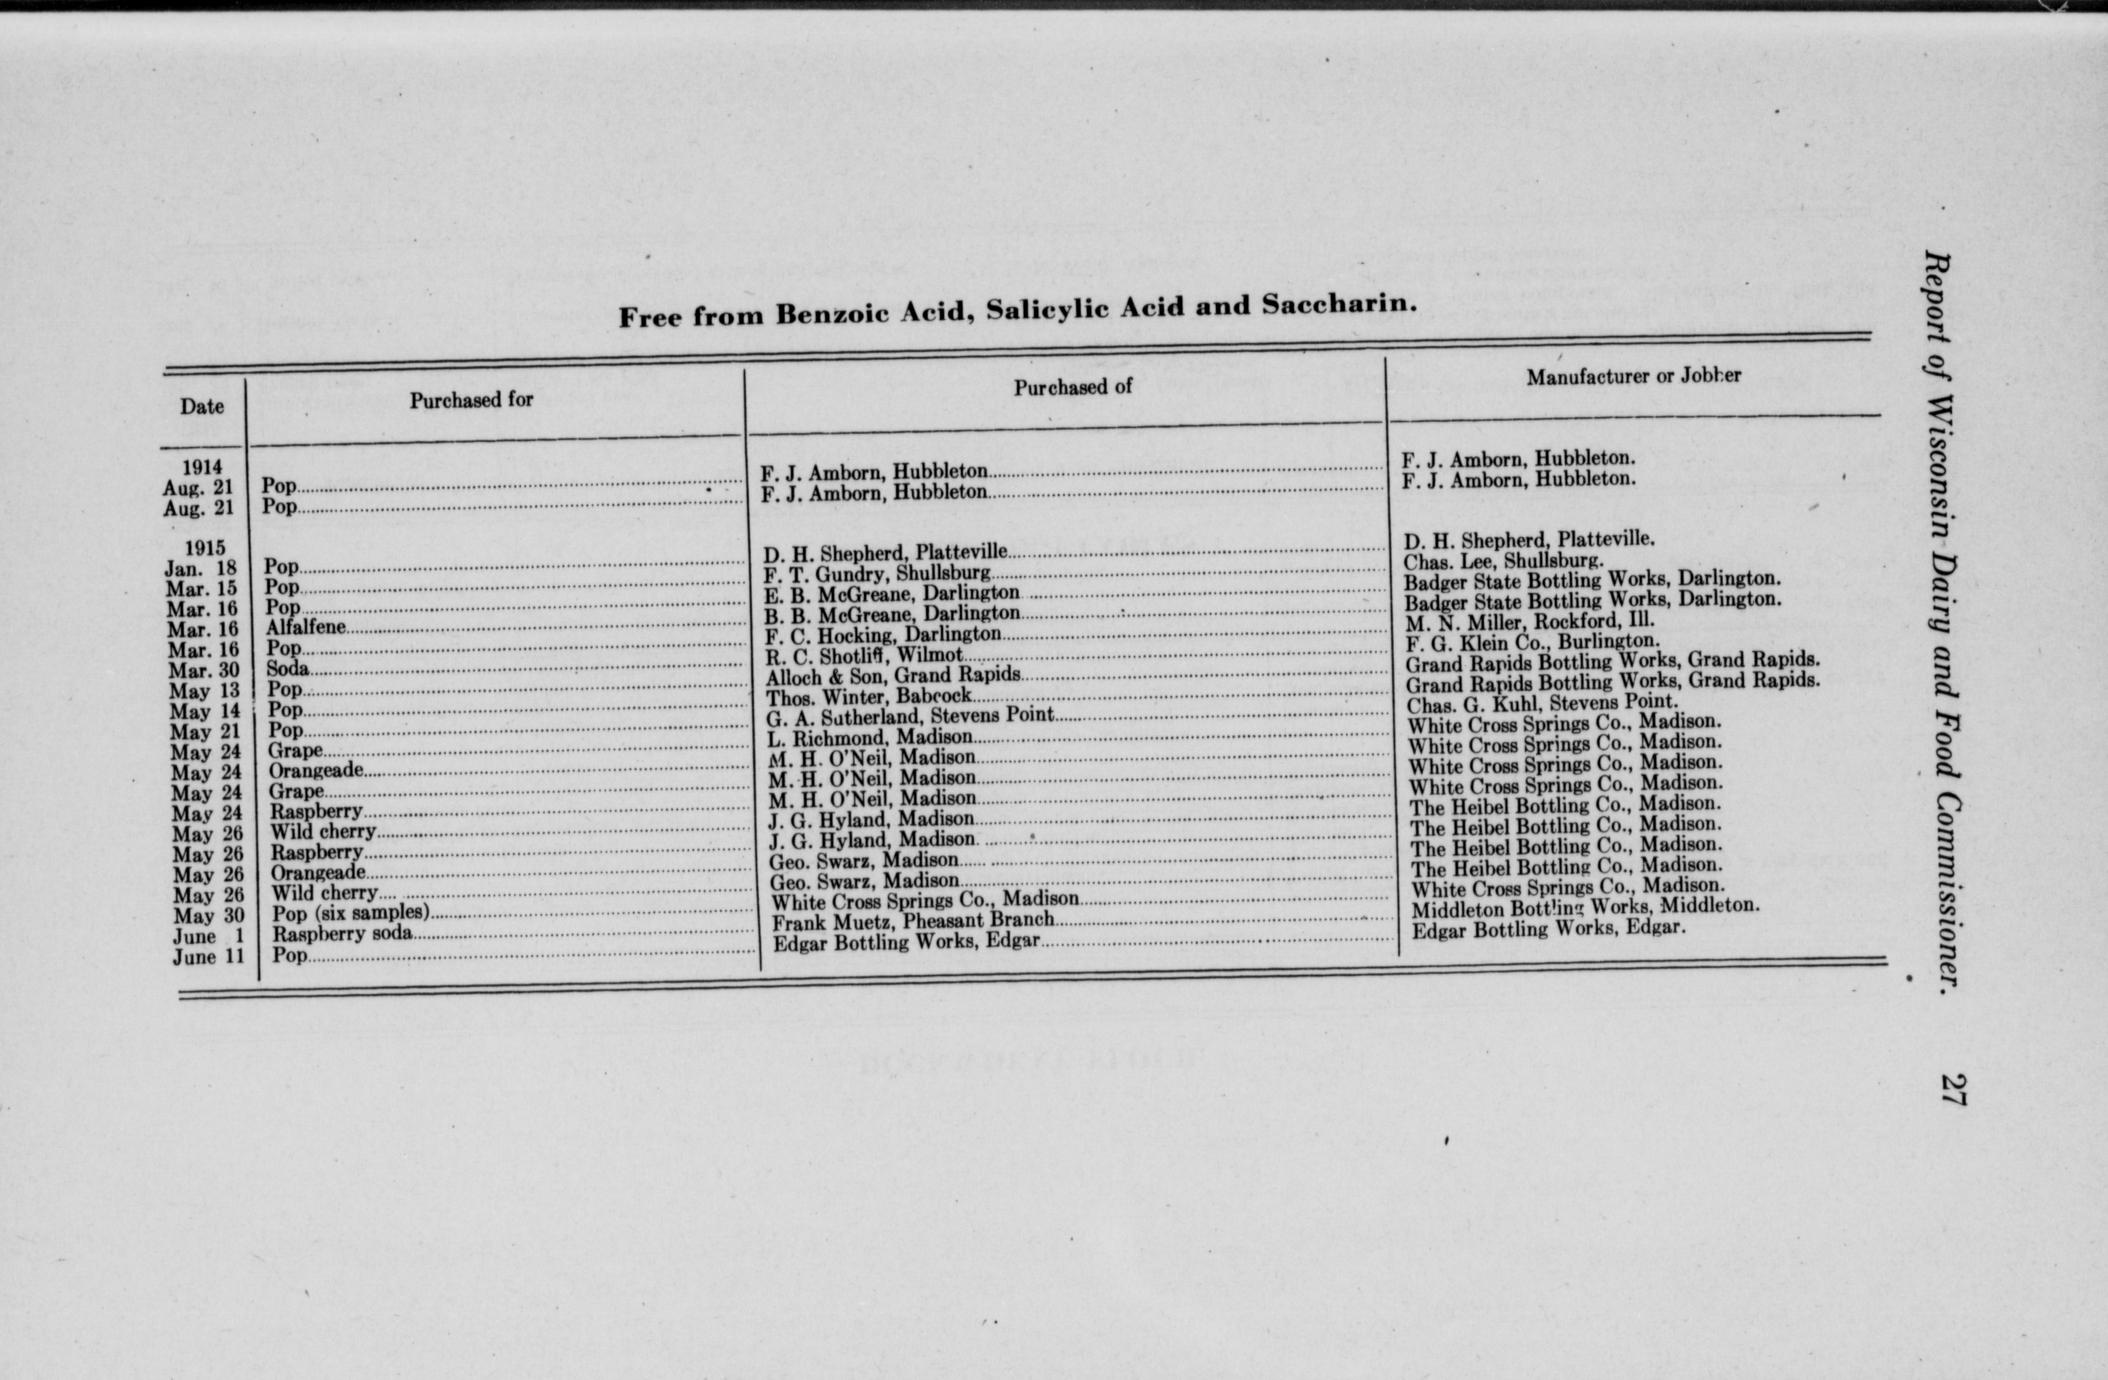 Free from Benzoic Acid, Salicylic Acid and Saccharin.
Date Purchased for Purchased of Manufacturer or Jobber
1914
Aug. 21 Pop F. J. Amborn, Hubbleton F. J. Amborn, Hubbleton.
Aug. 21 Pop F. J. Amborn, Hubbleton F. J. Amborn, Hubbleton.
1915
Jan. 18 Pop D. H. Shepherd, Platteville D. H. Shepherd, Platteville.
Mar. 15 Pop F. T. Gundry, Shullsburg Chas. Lee, Shullsburg.
Mar. 16 Pop E. B. McGreane, Darlington Badger State Bottling Works, Darlington.
Mar. 16 Alfalfene B. B. McGreane, Darlington Badger State Bottling Works, Darlington.
Mar. 16 Pop F. C. Hocking, Darlington M. N. Miller, Rockford, Ill.
Mar. 30 Soda R. C. Shotliff, Wilmot F. G. Klein Co., Burlington.
May 13 Pop Alloch & Son, Grand Rapids Grand Rapids Bottling Works, Grand Rapids.
May 14 Pop Thos. Winter, Babcock Grand Rapids Bottling Works, Grand Rapids.
May 21 Pop G. A. Sutherland, Stevens Point Chas. G. Kuhl, Stevens Point.
May 24 Grape L. Richmond, Madison White Cross Springs Co., Madison.
May 24 Orangeade M. H. O'Neil, Madison White Cross Springs Co., Madison.
May 24 Grape M. H. O'Neil, Madison White Cross Springs Co., Madison.
May 24 Raspberry M. H. O'Neil, Madison White Cross Springs Co., Madison.
May 26 Wild cherry J. G. Hyland, Madison The Heibel Bottling Co., Madison.
May 26 Raspberry J. G. Hyland, Madison The Heibel Bottling Co., Madison.
May 26 Orangeade Geo. Swarz, Madison The Heibel Bottling Co., Madison.
May 26 Wild cherry Geo. Swarz, Madison The Heibel Bottling Co., Madison.
May 30 Pop (six samples) White Cross Springs Co., Madison White Cross Springs Co., Madison.
June 1 Raspberry soda Frank Muetz, Pheasant Branch Middleton Bottling Works, Middleton.
June 11 Pop Edgar Bottling Works, Edgar Edgar Bottling Works, Edgar.
Report of Wisconsin Dairy and Food Commissioner. 27